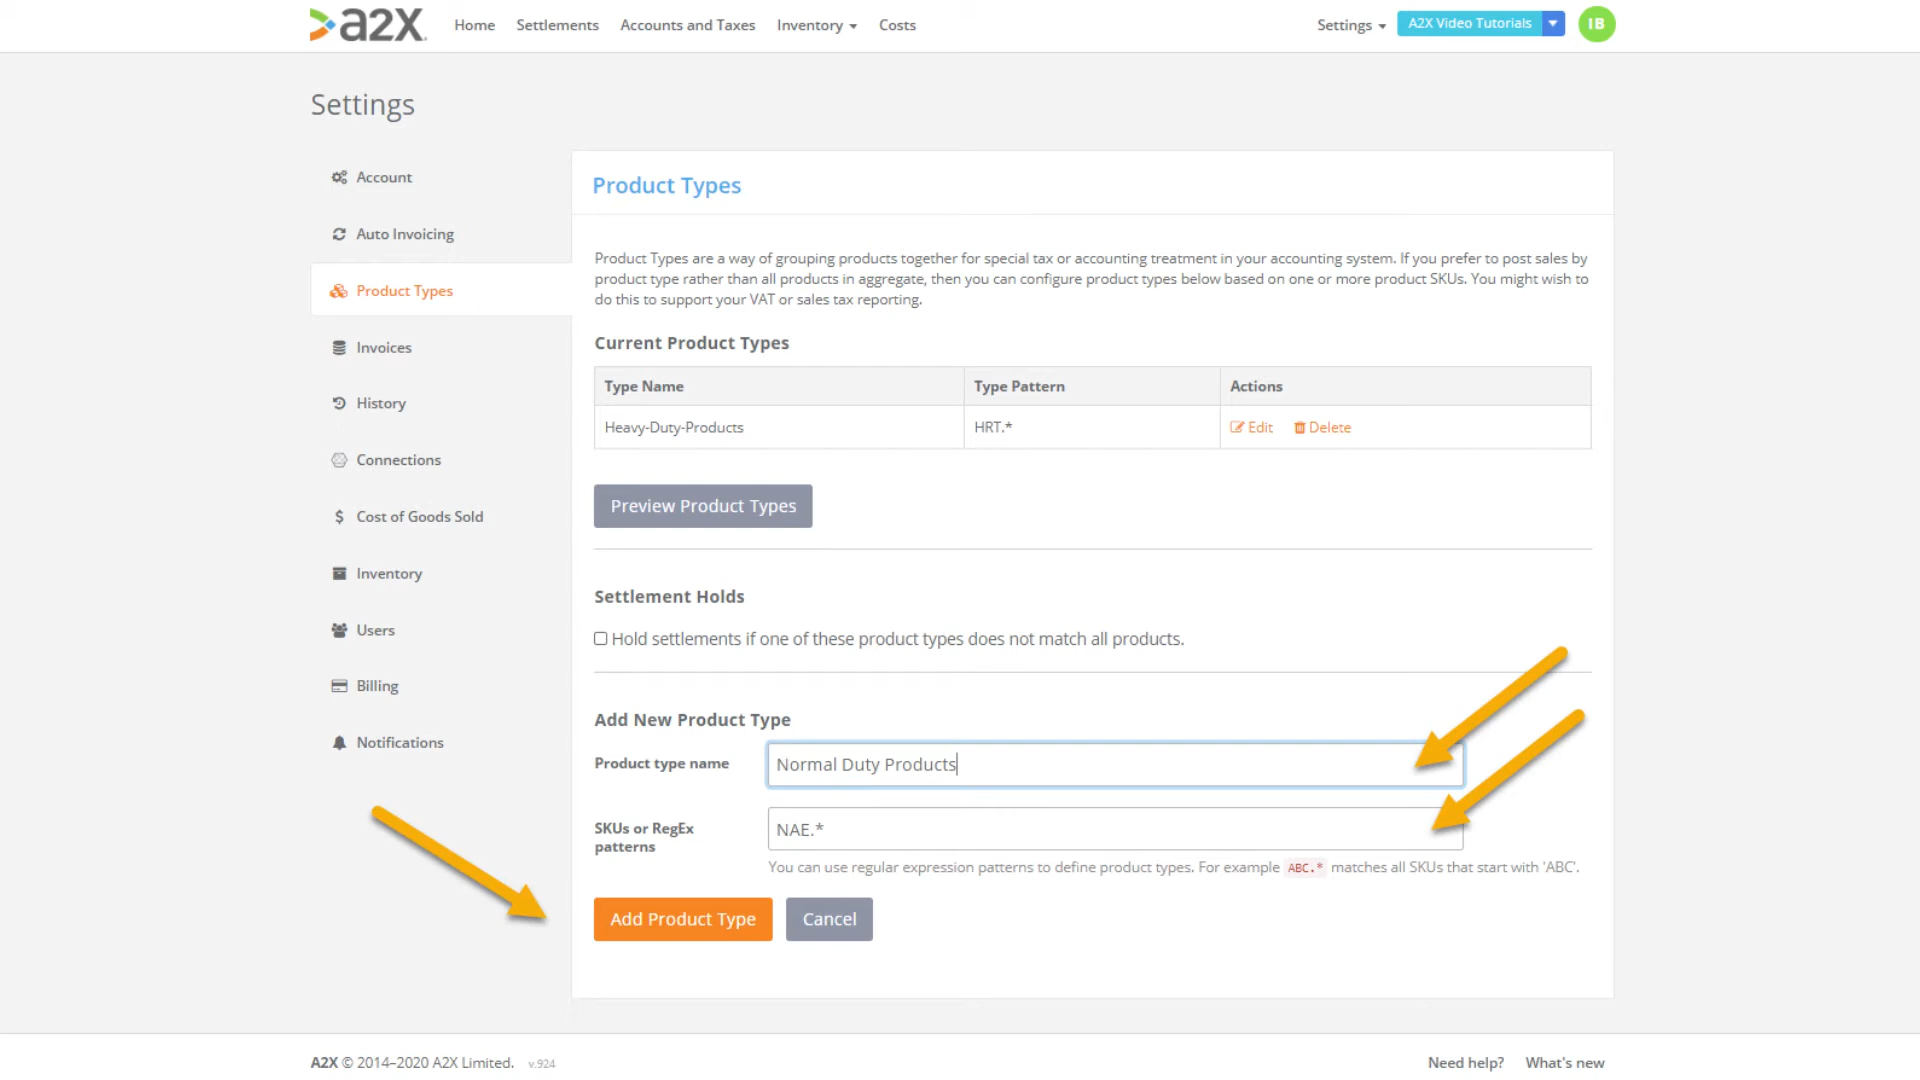 a2X Home Settlements Accounts and Taxes Inventory Costs Settings A2X Video Tutorials IB
Settings
Account
Auto Invoicing
Product Types
Invoices
History
Connections
$ Cost of Goods Sold
Inventory
Users
Billing
Notifications
Product Types
Product Types are a way of grouping products together for special tax or accounting treatment in your accounting system. If you prefer to post sales by
product type rather than all products in aggregate, then you can configure product types below based on one or more product SKUs. You might wish to
do this to support your VAT or sales tax reporting.
Current Product Types
Type Name Type Pattern Actions
Heavy-Duty-Products HRT.* Edit Delete
Preview Product Types
Settlement Holds
Hold settlements if one of these product types does not match all products.
Add New Product Type
Product type name Normal Duty Products
SKUs or RegEx
patterns
NAE.*
You can use regular expression patterns to define product types. For example ABC.* matches all SKUs that start with 'ABC'.
Add Product Type Cancel
A2X © 2014–2020 A2X Limited. v.924 Need help? What's new